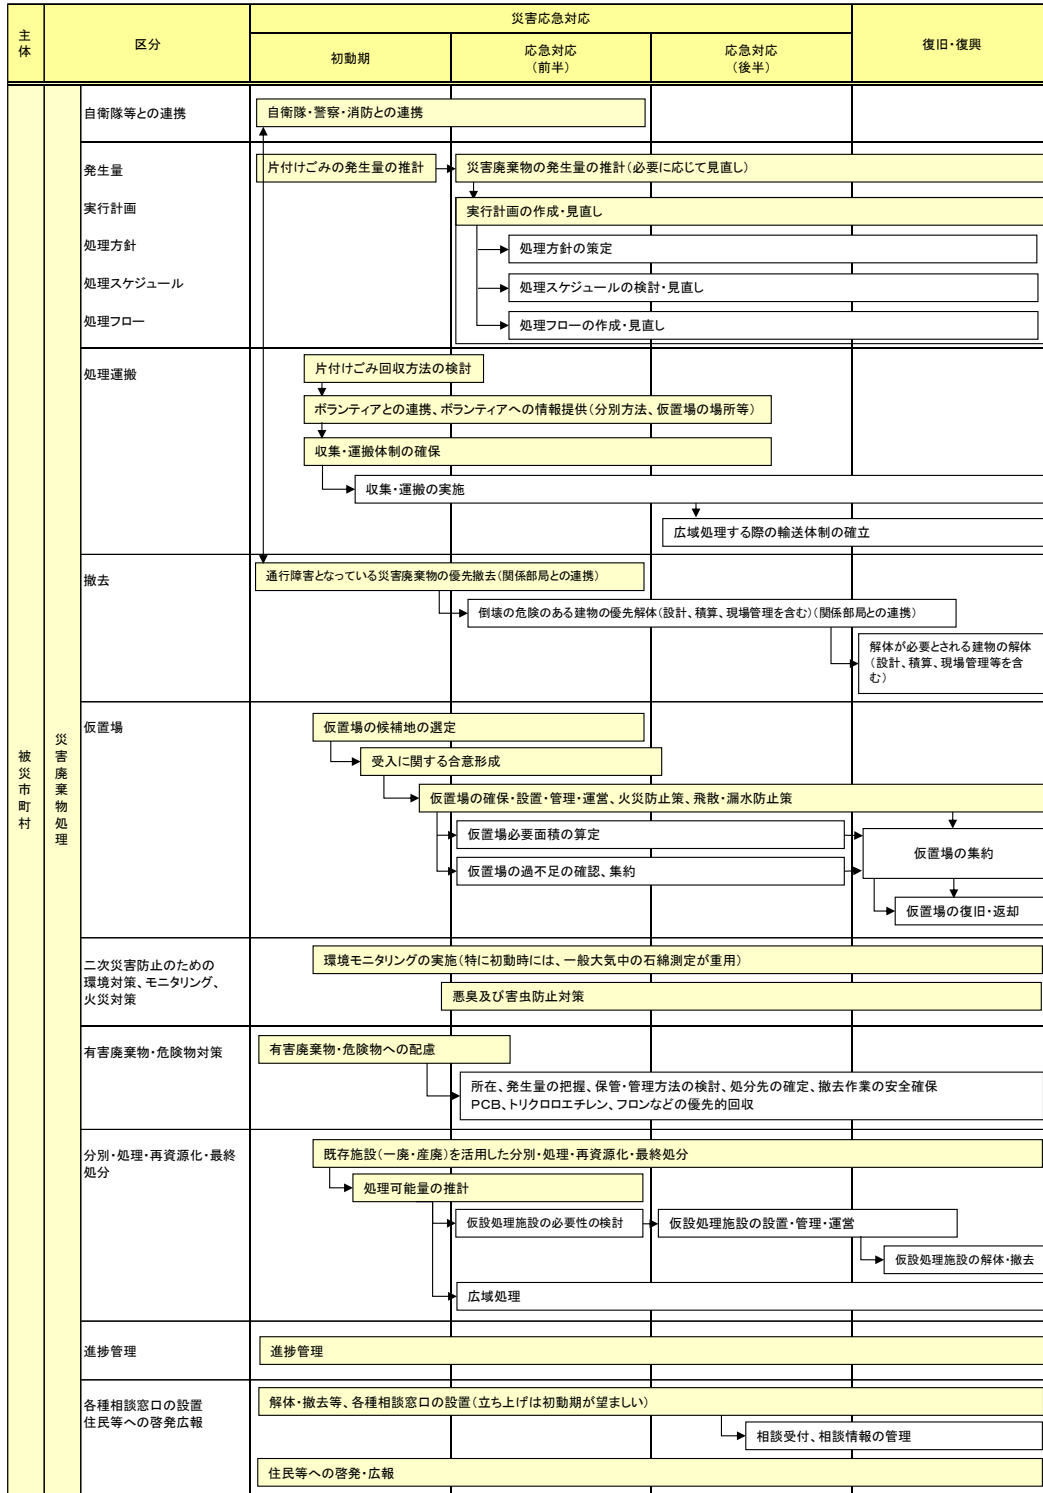 主
体
区分
災害応急対応
初動期
応急対応
(前半)
応急対応
(後半)
復旧・復興
被
災
市
町
村
災
害
廃
棄
物
処
理
自衛隊等との連携
自衛隊・警察・消防との連携
発生量
片付けごみの発生量の推計
災害廃棄物の発生量の推計(必要に応じて見直し)
実行計画
実行計画の作成・見直し
処理方針
処理方針の策定
処理スケジュール
処理スケジュールの検討・見直し
処理フロー
処理フローの作成・見直し
処理運搬
片付けごみ回収方法の検討
ボランティアとの連携、ボランティアへの情報提供(分別方法、仮置場の場所等)
収集・運搬体制の確保
収集・運搬の実施
広域処理する際の輸送体制の確立
撤去
通行障害となっている災害廃棄物の優先撤去(関係部局との連携)
倒壊の危険のある建物の優先解体(設計、積算、現場管理を含む)(関係部局との連携)
解体が必要とされる建物の解体
(設計、積算、現場管理等を含
む)
仮置場
仮置場の候補地の選定
受入に関する合意形成
仮置場の確保・設置・管理・運営、火災防止策、飛散・漏水防止策
仮置場必要面積の算定
仮置場の過不足の確認、集約
仮置場の集約
仮置場の復旧・返却
二次災害防止のための
環境対策、モニタリング、
火災対策
環境モニタリングの実施(特に初動時には、一般大気中の石綿測定が重用)
悪臭及び害虫防止対策
有害廃棄物・危険物対策
有害廃棄物・危険物への配慮
所在、発生量の把握、保管・管理方法の検討、処分先の確定、撤去作業の安全確保
PCB、トリクロロエチレン、フロンなどの優先的回収
分別・処理・再資源化・最終
処分
既存施設(一廃・産廃)を活用した分別・処理・再資源化・最終処分
処理可能量の推計
仮設処理施設の必要性の検討
仮設処理施設の設置・管理・運営
仮設処理施設の解体・撤去
広域処理
進捗管理
進捗管理
各種相談窓口の設置
住民等への啓発広報
解体・撤去等、各種相談窓口の設置(立ち上げは初動期が望ましい)
相談受付、相談情報の管理
住民等への啓発・広報